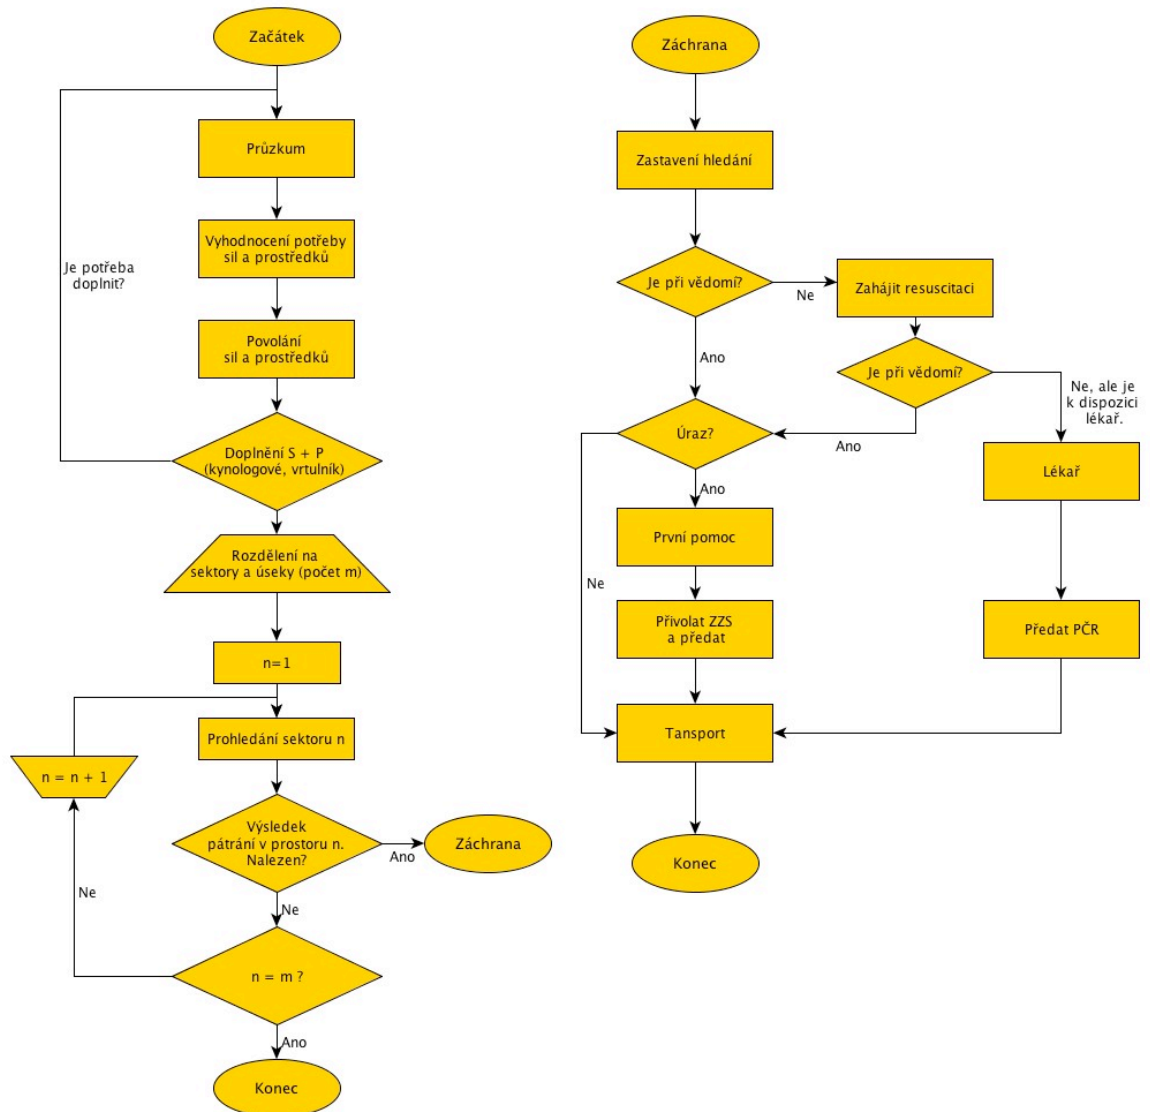 Začátek
Průzkum
Vyhodnocení potřeby
sil a prostředků
Je potřeba
doplnit?
Povolání
sil a prostředků
Doplnění S + P
(kynologové, vrtulník)
Rozdělení na
sektory a úseky (počet m)
n=1
Prohledání sektoru n
n = n + 1
Výsledek
pátrání v prostoru n.
Nalezen?
Ano
Záchrana
Ne
Ne
n = m ?
Ano
Konec
Záchrana
Zastavení hledání
Je při vědomí?
Ne
Zahájit resuscitaci
Ano
Je při vědomí?
Ne, ale je
k dispozici
lékař.
Úraz?
Ano
Ano
Lékař
První pomoc
Ne
Přivolat ZZS
a předat
Předat PČR
Tansport
Konec